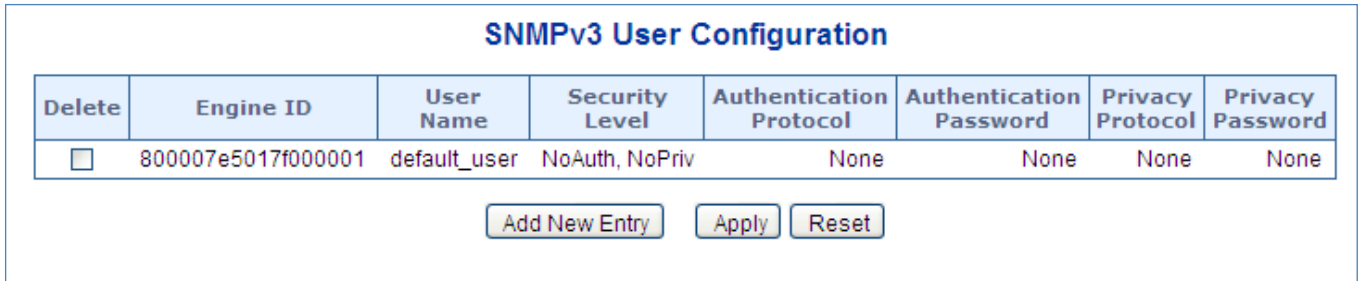 SNMPv3 User Configuration
Delete Engine ID User Name Security Level Authentication Protocol Authentication Password Privacy Protocol Privacy Password
800007e5017f000001 default_user NoAuth, NoPriv None None None None
Add New Entry Apply Reset